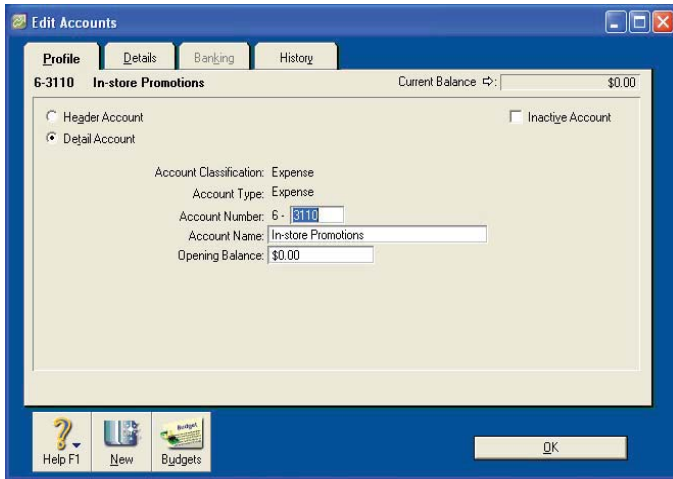 Edit Accounts
Profile Details Banking History
6-3110 In-store Promotions Current Balance ⇨: $0.00
Header Account Inactive Account
Detail Account
Account Classification: Expense
Account Type: Expense
Account Number: 6 - 3110
Account Name: In-store Promotions
Opening Balance: $0.00
Budget
Help F1 New Budgets OK